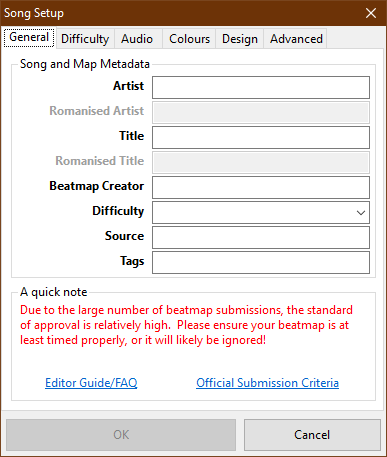 Song Setup
General Difficulty Audio Colours Design Advanced
Song and Map Metadata
Artist
Romanised Artist
Title
Romanised Title
Beatmap Creator
Difficulty
Source
Tags
A quick note
Due to the large number of beatmap submissions, the standard
of approval is relatively high.  Please ensure your beatmap is at
least timed properly, or it will likely be ignored!
Editor Guide/FAQ Official Submission Criteria
OK Cancel